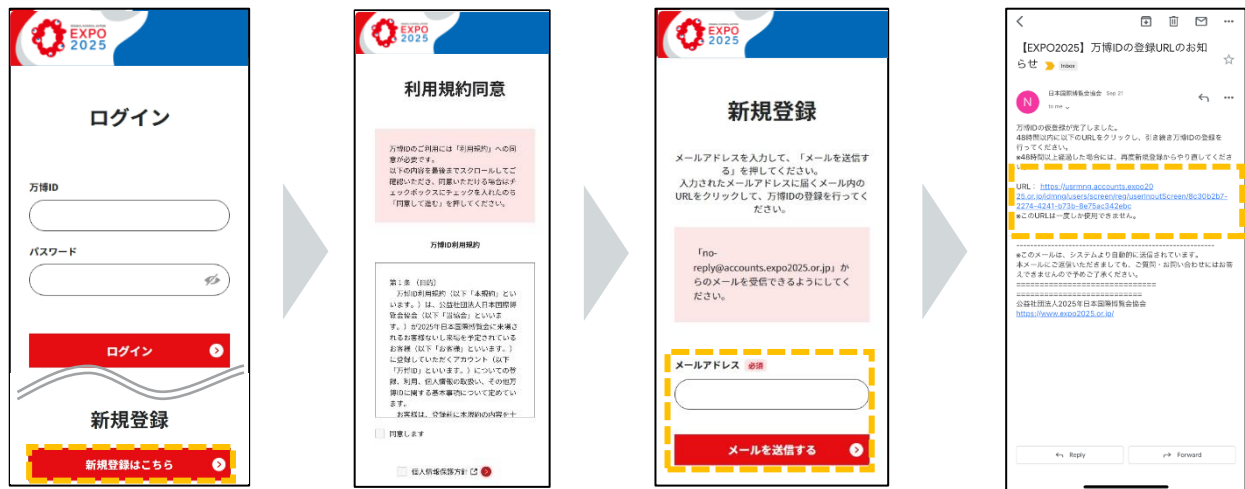 EXPO
2025
ログイン
万博ID
パスワード
ログイン
新規登録
新規登録はこちら
EXPO
2025
利用規約同意
万博IDのご利用には「利用規約」への同
意が必要です。
以下の内容を最後までスクロールしてご
確認いただき、同意いただける場合はチ
ェックボックスにチェックを入れたのち
「同意して進む」を押してください。
万博ID利用規約
第1条 (目的)
万博ID利用規約（以下「本規約」とい
います。）は、公益社団法人日本国際博
覧会協会（以下「当協会」といいま
す。）が2025年日本国際博覧会に来場さ
れるお客様ないし来場を予定されている
お客様（以下「お客様」といいます。）
に登録していただくアカウント（以下
「万博ID」といいます。）についての登
録、利用、個人情報の取扱い、その他万
博IDに関する基本事項について定めてい
ます。
お客様は、登録前に本規約の内容を十
同意します
個人情報保護方針
EXPO
2025
新規登録
メールアドレスを入力して、「メールを送信す
る」を押してください。
入力されたメールアドレスに届くメール内の
URLをクリックして、万博IDの登録を行ってく
ださい。
「no-
reply@accounts.expo2025.or.jp」か
らのメールを受信できるようにしてく
ださい。
メールアドレス 必須
メールを送信する
【EXPO2025】万博IDの登録URLのお知
らせ Inbox
N
日本国際博覧会協会 Sep 21
to me
万博IDの仮登録が完了しました。
48時間以内に以下のURLをクリックし、引き続き万博IDの登録を
行ってください。
※48時間以上経過した場合には、再度新規登録からやり直してくださ
い。
URL： https://usrmng.accounts.expo20
25.or.jp/idmng/users/screen/reg/userInputScreen/8c30b2b7-
2274-4241-b73b-8e75ac342ebc
※このURLは一度しか使用できません。
------------------------------------------------------
※このメールは、システムより自動的に送信されています。
本メールにご返信いただきましても、ご質問・お問い合わせにはお答
えできませんので予めご了承ください。
==============================
===========================
公益社団法人2025年日本国際博覧会協会
https://www.expo2025.or.jp/
Reply
Forward